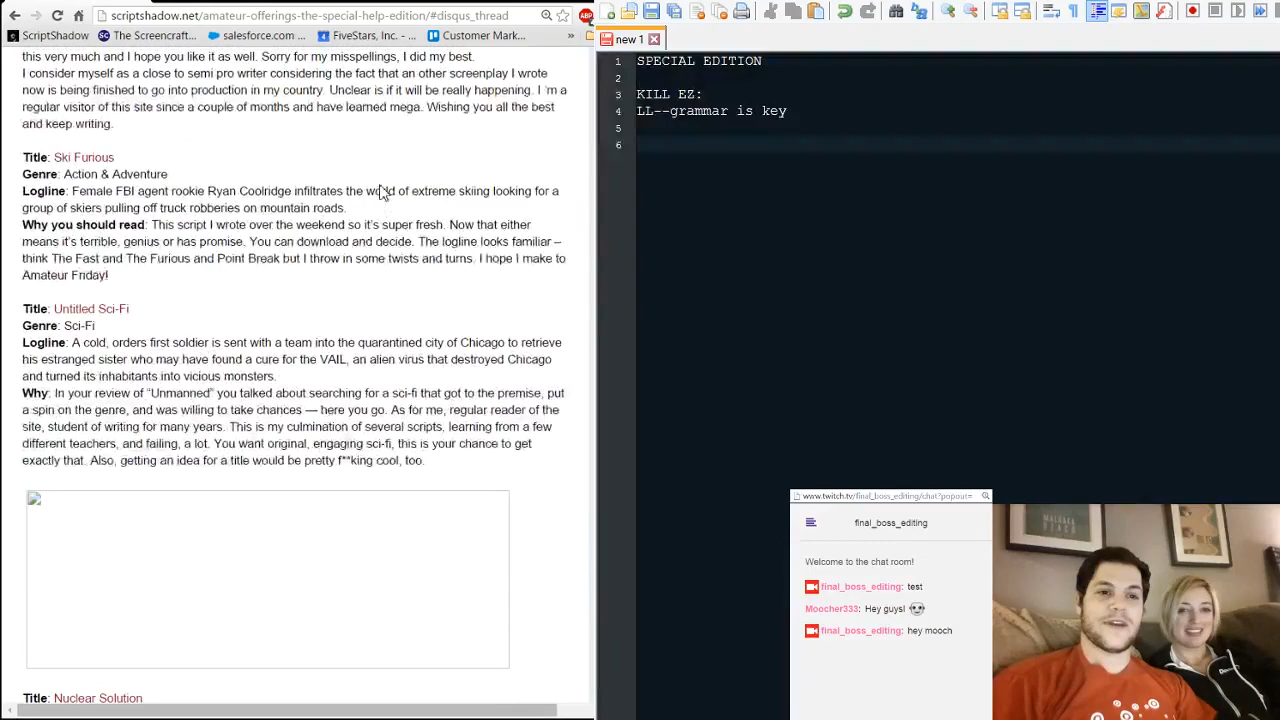 scriptshadow.net/amateur-offerings-the-special-help-edition/#disqus_thread
ABP
ScriptShadow
The Screencraft...
salesforce.com ...
FiveStars, Inc. - ...
Customer Mark...
»
this very much and I hope you like it as well. Sorry for my misspellings, I did my best.
I consider myself as a close to semi pro writer considering the fact that an other screenplay I wrote
now is being finished to go into production in my country. Unclear is if it will be really happening. I 'm a
regular visitor of this site since a couple of months and have learned mega. Wishing you all the best
and keep writing.
Title: Ski Furious
Genre: Action & Adventure
Logline: Female FBI agent rookie Ryan Coolridge infiltrates the world of extreme skiing looking for a
group of skiers pulling off truck robberies on mountain roads.
Why you should read: This script I wrote over the weekend so it's super fresh. Now that either
means it's terrible, genius or has promise. You can download and decide. The logline looks familiar –
think The Fast and The Furious and Point Break but I throw in some twists and turns. I hope I make to
Amateur Friday!
Title: Untitled Sci-Fi
Genre: Sci-Fi
Logline: A cold, orders first soldier is sent with a team into the quarantined city of Chicago to retrieve
his estranged sister who may have found a cure for the VAIL, an alien virus that destroyed Chicago
and turned its inhabitants into vicious monsters.
Why: In your review of "Unmanned" you talked about searching for a sci-fi that got to the premise, put
a spin on the genre, and was willing to take chances — here you go. As for me, regular reader of the
site, student of writing for many years. This is my culmination of several scripts, learning from a few
different teachers, and failing, a lot. You want original, engaging sci-fi, this is your chance to get
exactly that. Also, getting an idea for a title would be pretty f**king cool, too.
Title: Nuclear Solution
new 1
1 SPECIAL EDITION
2
3 KILL EZ:
4 LL--grammar is key
5
6
www.twitch.tv/final_boss_editing/chat?popout=
final_boss_editing
Welcome to the chat room!
final_boss_editing: test
Moocher333: Hey guys!
final_boss_editing: hey mooch